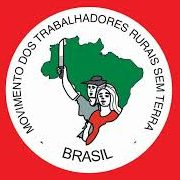 MOVIMENTO DOS TRABALHADORES RURAIS SEM TERRA
BRASIL